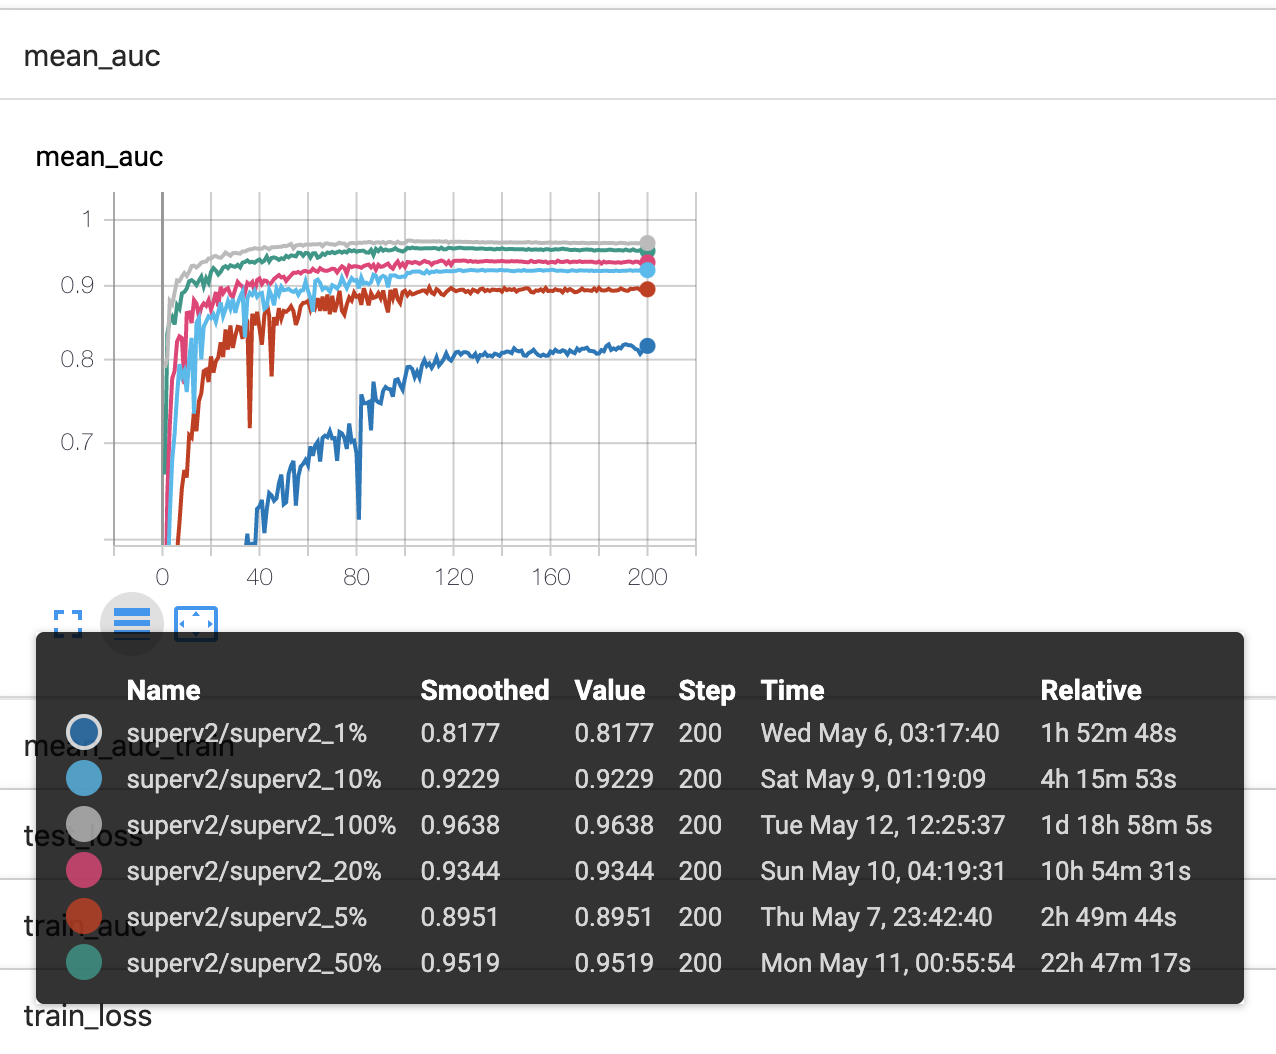 mean_auc
mean_auc
1
0.9
0.8
0.7
0 40 80 120 160 200
Name Smoothed Value Step Time Relative
superv2/superv2_1% 0.8177 0.8177 200 Wed May 6, 03:17:40 1h 52m 48s
mean_auc_train
superv2/superv2_10% 0.9229 0.9229 200 Sat May 9, 01:19:09 4h 15m 53s
superv2/superv2_100% 0.9638 0.9638 200 Tue May 12, 12:25:37 1d 18h 58m 5s
test_loss
superv2/superv2_20% 0.9344 0.9344 200 Sun May 10, 04:19:31 10h 54m 31s
superv2/superv2_5% 0.8951 0.8951 200 Thu May 7, 23:42:40 2h 49m 44s
train_auc
superv2/superv2_50% 0.9519 0.9519 200 Mon May 11, 00:55:54 22h 47m 17s
train_loss